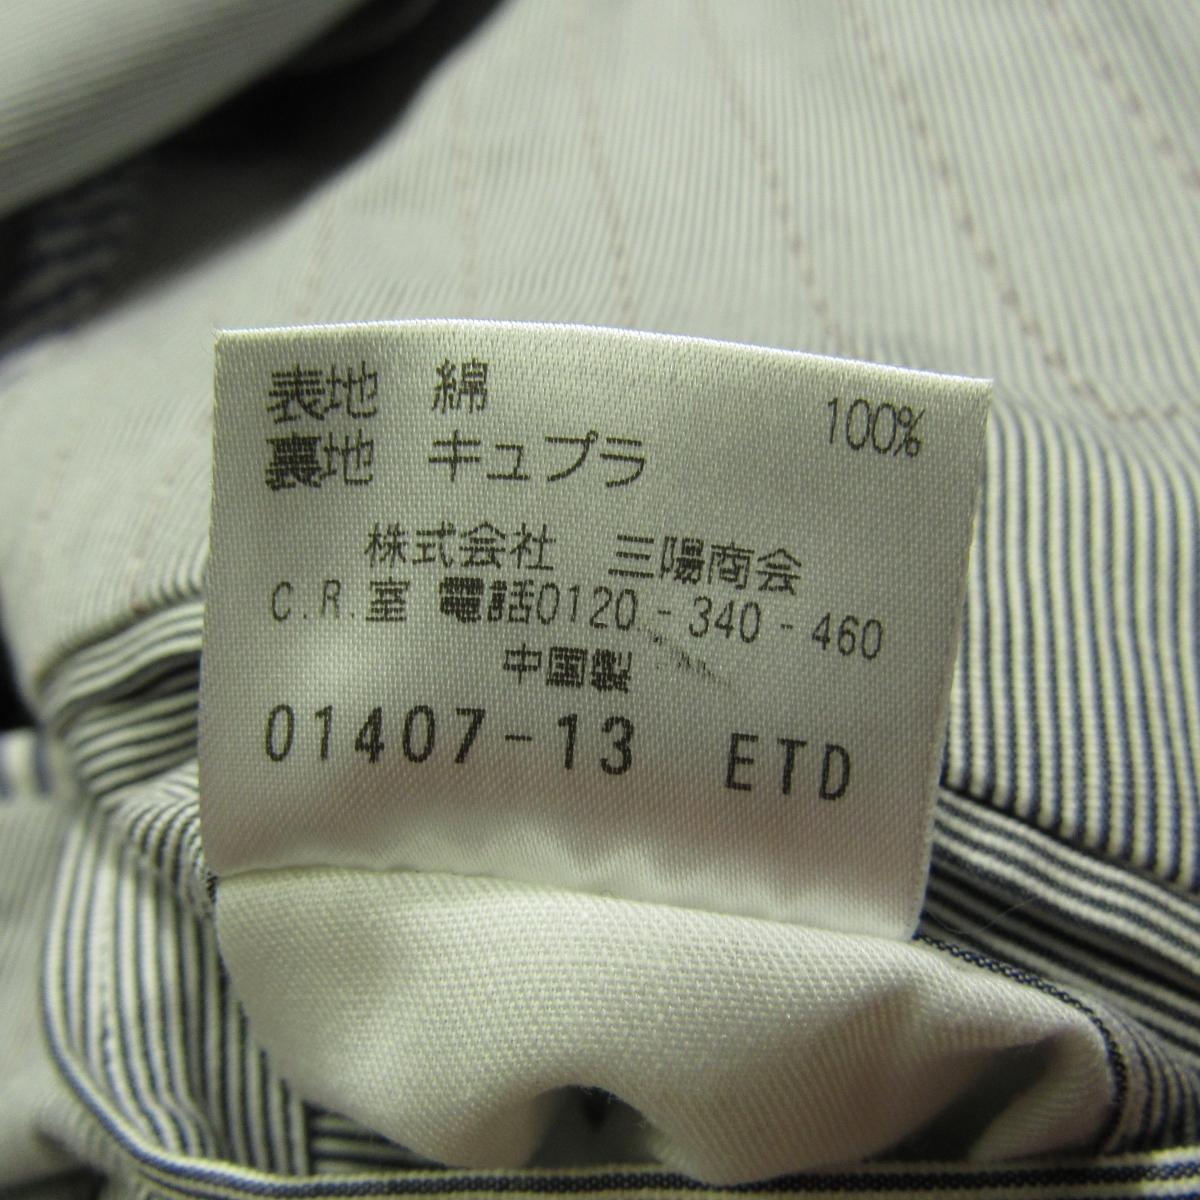 表地 綿 100%
裏地 キュプラ
株式会社 三陽商会
C.R.室 電話0120-340-460
中国製
01407-13 ETD